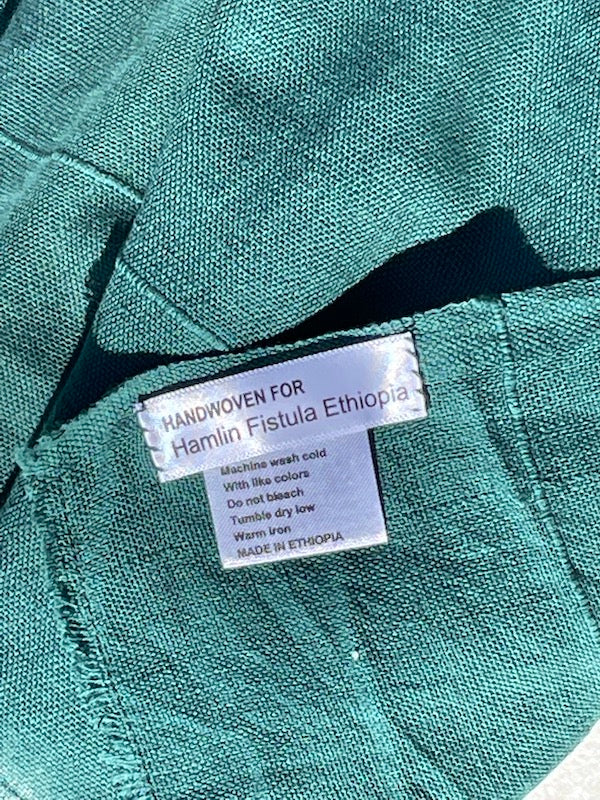 HANDWOVEN FOR
Hamlin Fistula Ethiopia
Machine wash cold
With like colors
Do not bleach
Tumble dry low
Warm iron
MADE IN ETHIOPIA